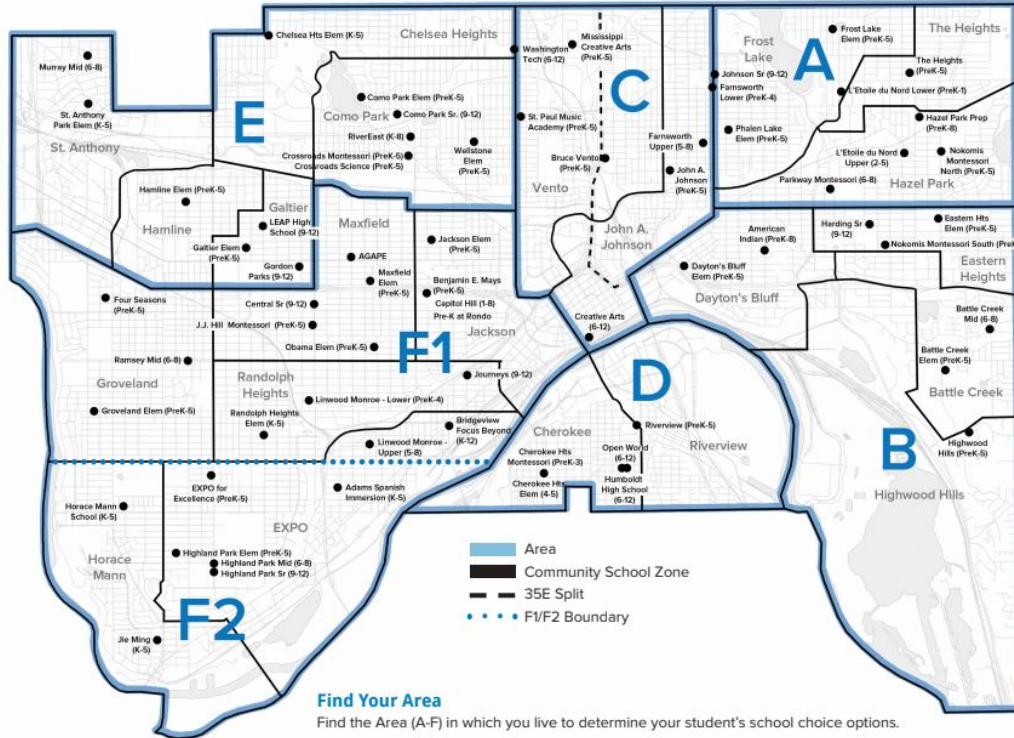 Murray Mid (6-8)
St. Anthony
Park Elem (K-5)
St. Anthony
E
Chelsea Hts Elem (K-5)
Chelsea Heights
Como Park Elem (PreK-5)
Como Park
Como Park Sr. (9-12)
RiverEast (K-8)
Crossroads Montessori (PreK-5)
Crossroads Science (PreK-5)
Wellstone
Elem
(PreK-5)
Hamline Elem (PreK-5)
Hamline
Galtier
LEAP High
School (9-12)
Galtier Elem
(PreK-5)
Gordon
Parks (9-12)
Washington
Tech (6-12)
Mississippi
Creative Arts
(PreK-5)
C
St. Paul Music
Academy (PreK-5)
Bruce Vento
(PreK-5)
Vento
Farnsworth
Upper (5-8)
John A.
Johnson
(PreK-5)
John A.
Johnson
Creative Arts
(6-12)
Frost
Lake
A
Frost Lake
Elem (PreK-5)
The Heights
The Heights
(PreK-5)
Johnson Sr (9-12)
Farnsworth
Lower (PreK-4)
L'Etoile du Nord Lower (PreK-1)
Hazel Park Prep
(PreK-8)
Phalen Lake
Elem (PreK-5)
L'Etoile du Nord
Upper (2-5)
Nokomis
Montessori
North (PreK-5)
Parkway Montessori (6-8)
Hazel Park
American
Indian (PreK-8)
Harding Sr
(9-12)
Eastern Hts
Elem (PreK-5)
Nokomis Montessori South (PreK
Eastern
Heights
Dayton's Bluff
Elem (PreK-5)
Dayton's Bluff
Battle Creek
Mid (6-8)
Battle Creek
Elem (PreK-5)
Battle Creek
Highwood
Hills (PreK-5)
B
Highwood Hills
Maxfield
AGAPE
Jackson Elem
(PreK-5)
Maxfield
Elem
(PreK-5)
Benjamin E. Mays
(PreK-5)
Capitol Hill (1-8)
Pre-K at Rondo
Jackson
Four Seasons
(PreK-5)
Central Sr (9-12)
J.J. Hill Montessori (PreK-5)
Obama Elem (PreK-5)
F1
Ramsey Mid (6-8)
Groveland
Groveland Elem (PreK-5)
Randolph
Heights
Randolph Heights
Elem (K-5)
Journeys (9-12)
Linwood Monroe - Lower (PreK-4)
Bridgeview
Focus Beyond
(K-12)
Linwood Monroe -
Upper (5-8)
D
Cherokee
Riverview (PreK-5)
Riverview
Cherokee Hts
Montessori (PreK-3)
Cherokee Hts
Elem (4-5)
Open World
(6-12)
Humboldt
High School
(6-12)
EXPO for
Excellence (PreK-5)
Adams Spanish
Immersion (K-5)
Horace Mann
School (K-5)
EXPO
Horace
Mann
Highland Park Elem (PreK-5)
Highland Park Mid (6-8)
Highland Park Sr (9-12)
F2
Jie Ming
(K-5)
Area
Community School Zone
35E Split
F1/F2 Boundary
Find Your Area
Find the Area (A-F) in which you live to determine your student's school choice options.